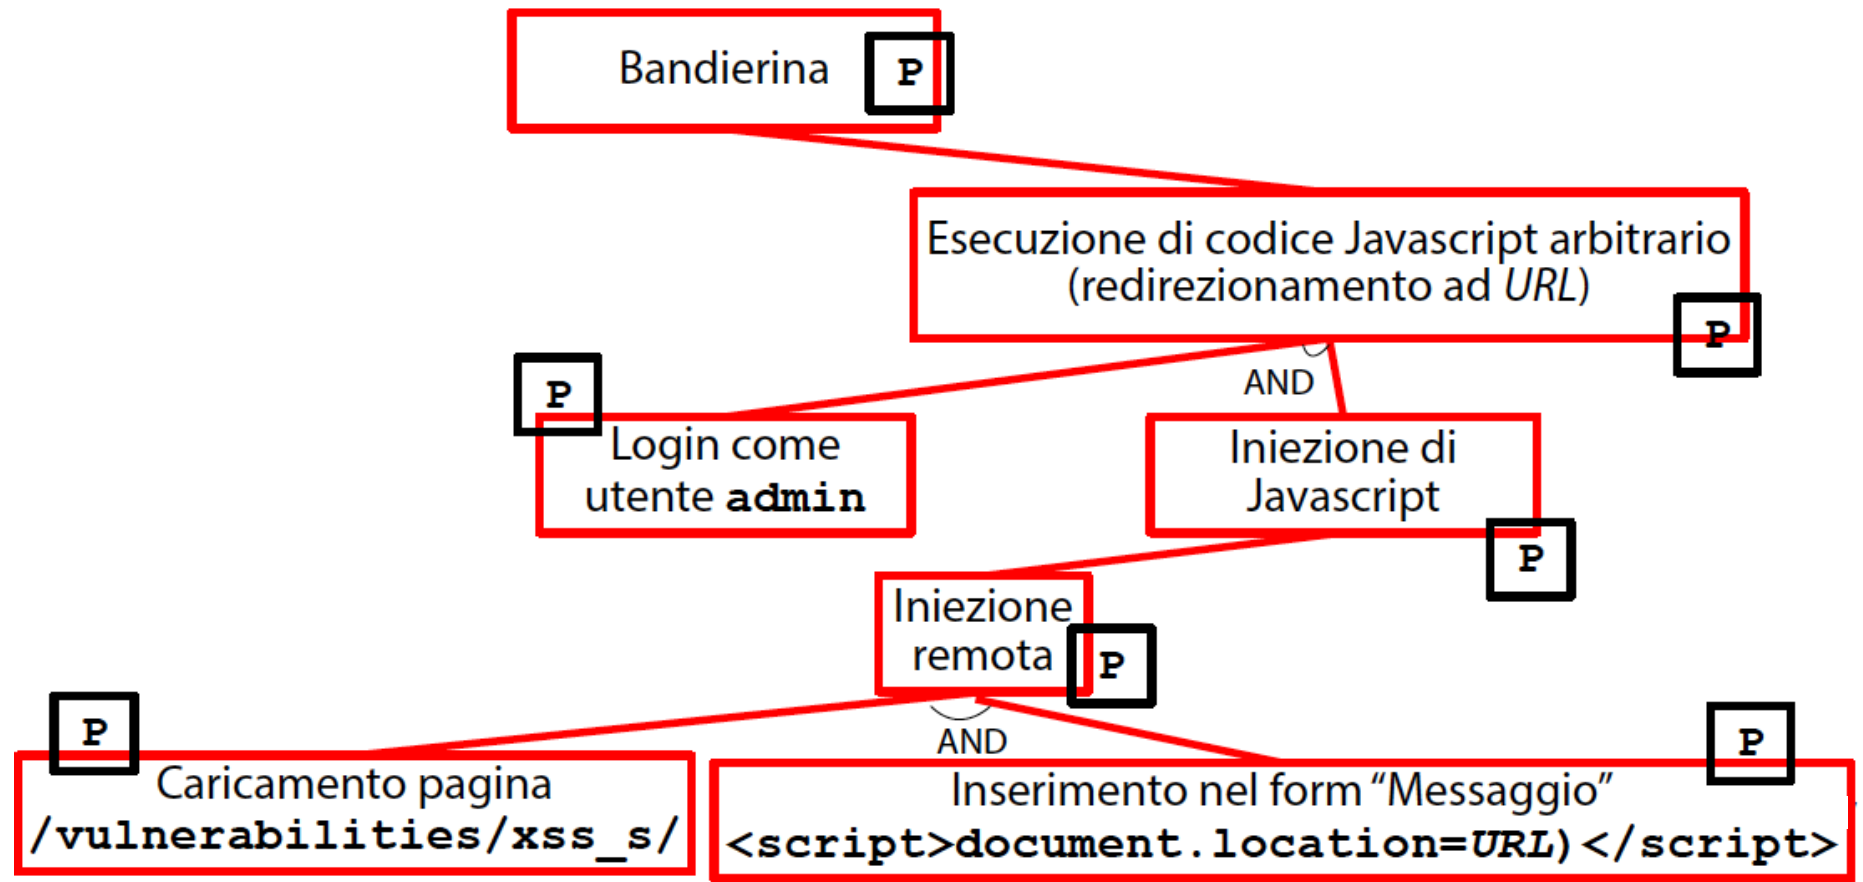 Bandierina
P
Esecuzione di codice Javascript arbitrario
(redirezionamento ad URL)
P
AND
P
Login come
utente admin
Iniezione di
Javascript
P
Iniezione
remota
P
AND
P
Caricamento pagina
/vulnerabilities/xss_s/
P
Inserimento nel form “Messaggio”
<script>document.location=URL)</script>